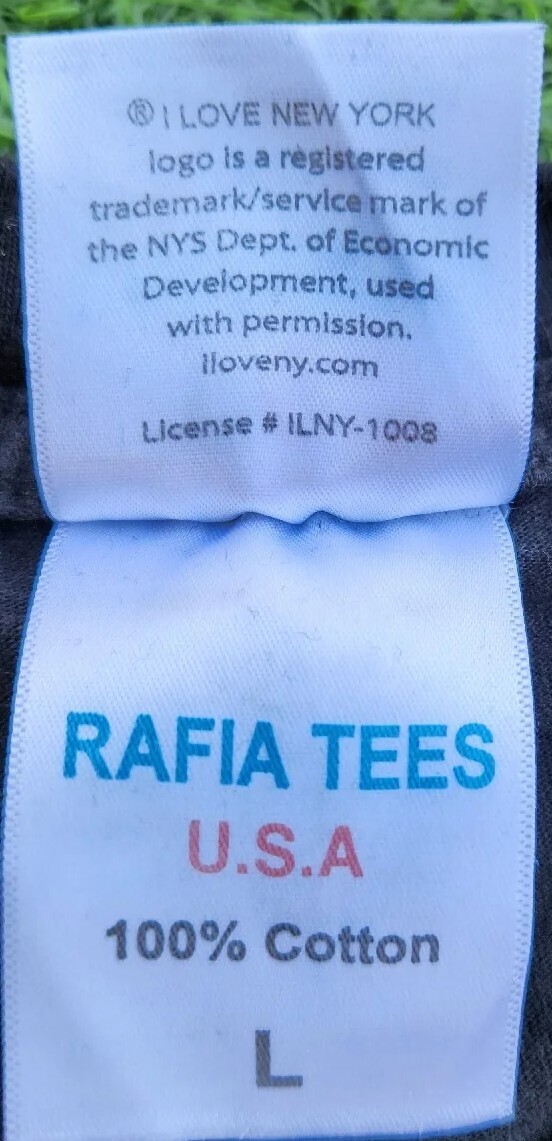 ® I LOVE NEW YORK
logo is a registered
trademark/service mark of
the NYS Dept. of Economic
Development, used
with permission.
iloveny.com
License # ILNY-1008
RAFIA TEES
U.S.A
100% Cotton
L